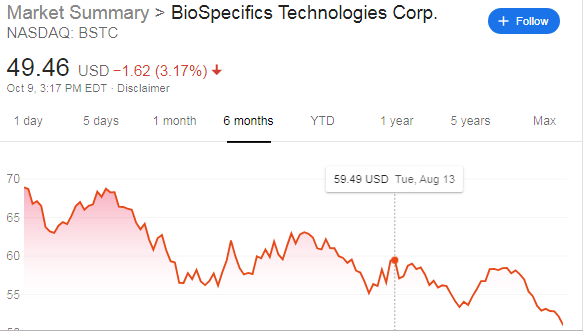 Market Summary > BioSpecifics Technologies Corp.
+ Follow
NASDAQ: BSTC
49.46 USD −1.62 (3.17%)
Oct 9, 3:17 PM EDT · Disclaimer
1 day 5 days 1 month 6 months YTD 1 year 5 years Max
59.49 USD Tue, Aug 13
70
65
60
55